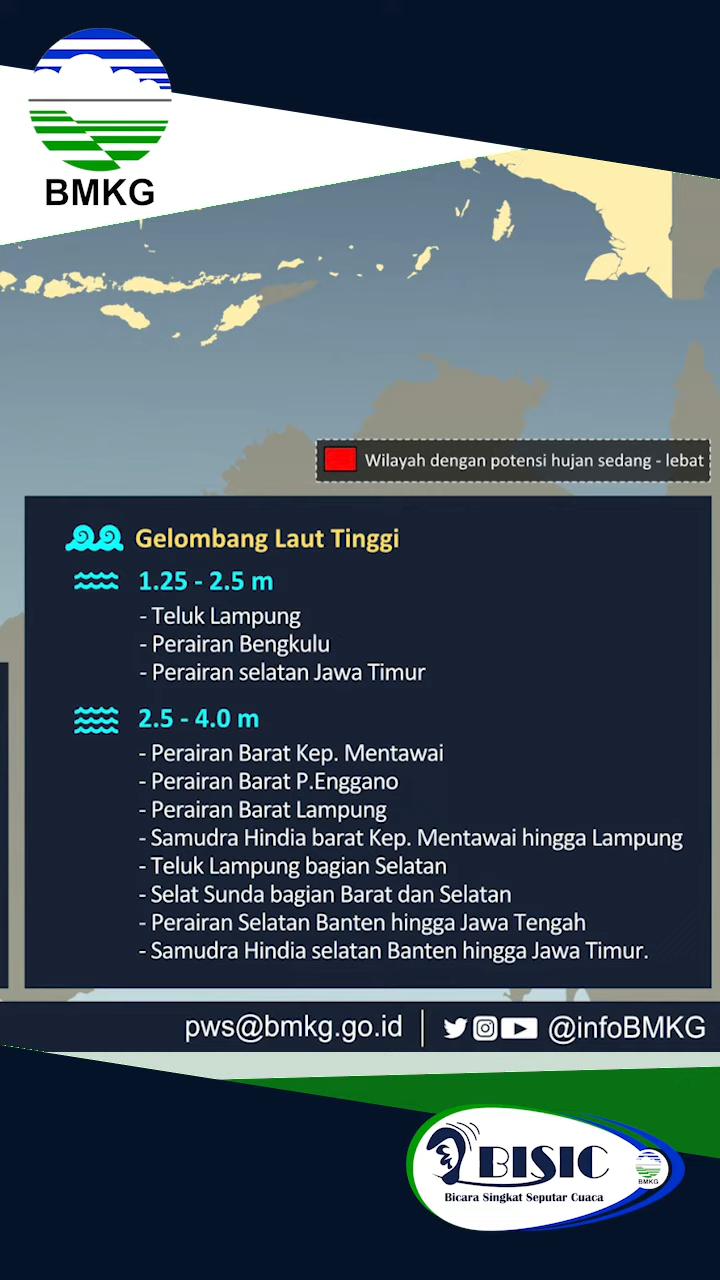 BMKG
Wilayah dengan potensi hujan sedang - lebat
Gelombang Laut Tinggi
1.25 - 2.5 m
- Teluk Lampung
- Perairan Bengkulu
- Perairan selatan Jawa Timur
2.5 - 4.0 m
- Perairan Barat Kep. Mentawai
- Perairan Barat P.Enggano
- Perairan Barat Lampung
- Samudra Hindia barat Kep. Mentawai hingga Lampung
- Teluk Lampung bagian Selatan
- Selat Sunda bagian Barat dan Selatan
- Perairan Selatan Banten hingga Jawa Tengah
- Samudra Hindia selatan Banten hingga Jawa Timur.
pws@bmkg.go.id | @infoBMKG
BISIC
BMKG
Bicara Singkat Seputar Cuaca